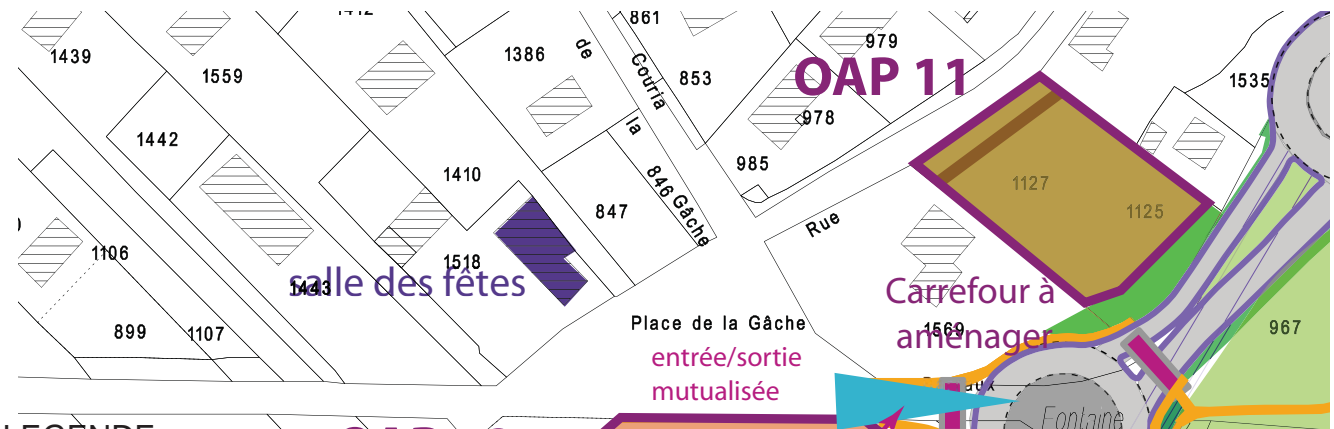 1412
861
1439
1559
1386
de
Couria
853
979
OAP 11
978
1535
1442
la
985
1410
846
Gâche
847
1127
1125
Rue
1106
1518
salle des fêtes
1443
Carrefour à
aménager
1569
899
1107
Place de la Gâche
967
entrée/sortie
mutualisée
Fontaine
LEGENDE